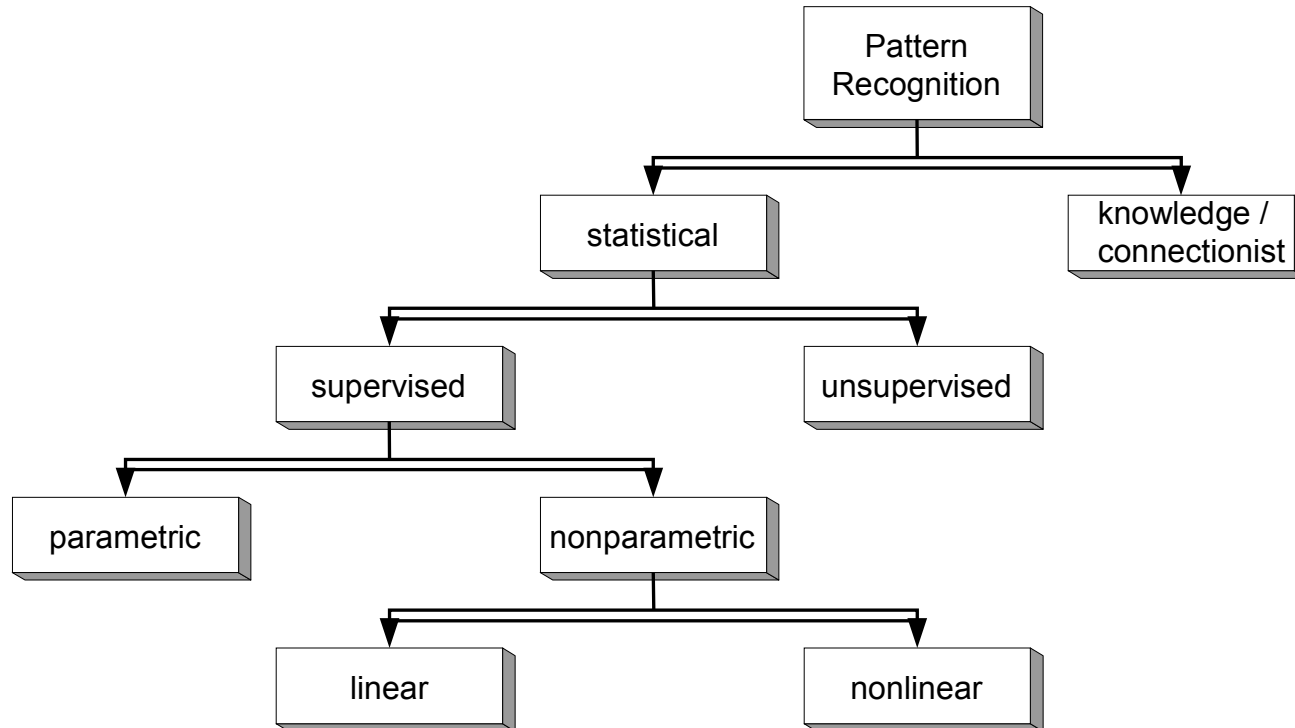 Pattern
Recognition
statistical
knowledge /
connectionist
supervised
unsupervised
parametric
nonparametric
linear
nonlinear